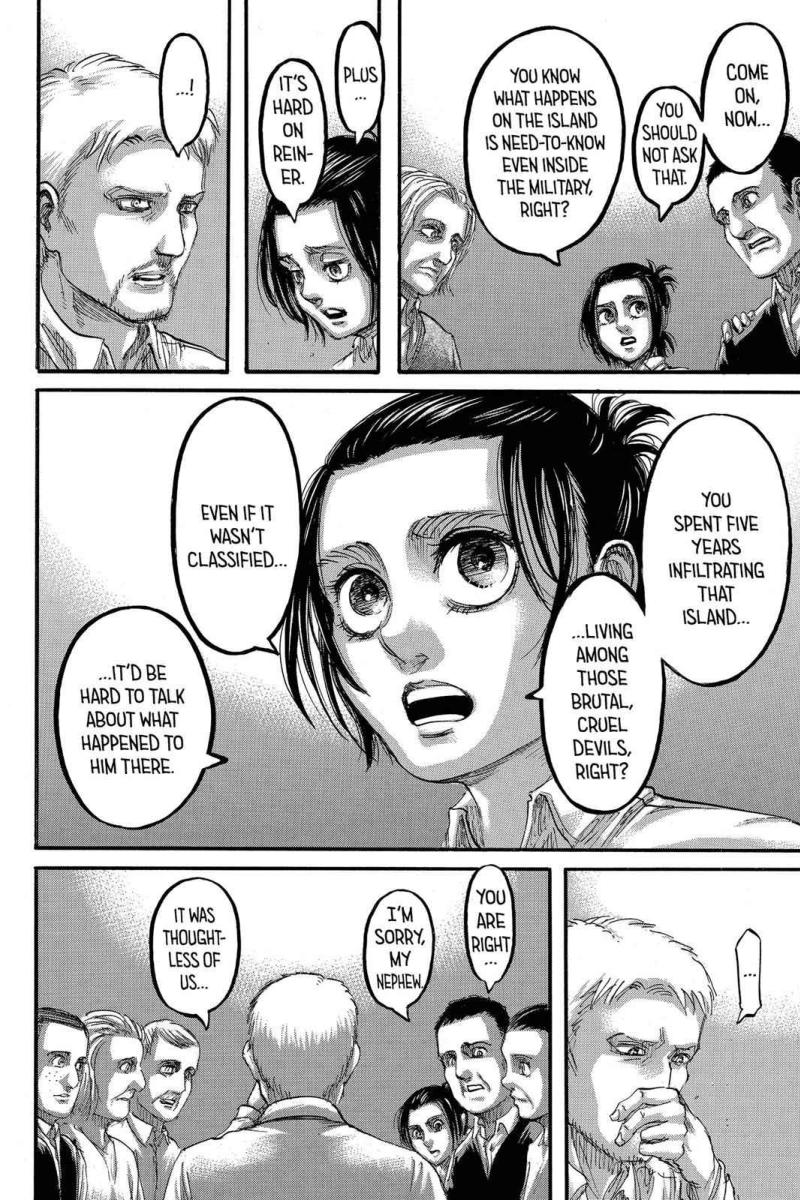 COME
ON,
NOW...
YOU
SHOULD
NOT ASK
THAT.
YOU KNOW
WHAT HAPPENS
ON THE ISLAND
IS NEED-TO-KNOW
EVEN INSIDE
THE MILITARY,
RIGHT?
PLUS
...
IT'S
HARD
ON
REIN-
ER.
...!
YOU
SPENT FIVE
YEARS
INFILTRATING
THAT
ISLAND...
...LIVING
AMONG
THOSE
BRUTAL,
CRUEL
DEVILS,
RIGHT?
EVEN IF IT
WASN'T
CLASSIFIED...
...IT'D BE
HARD TO TALK
ABOUT WHAT
HAPPENED TO
HIM THERE.
...
YOU
ARE
RIGHT
...
I'M
SORRY,
MY
NEPHEW.
IT WAS
THOUGHT-
LESS OF
US...